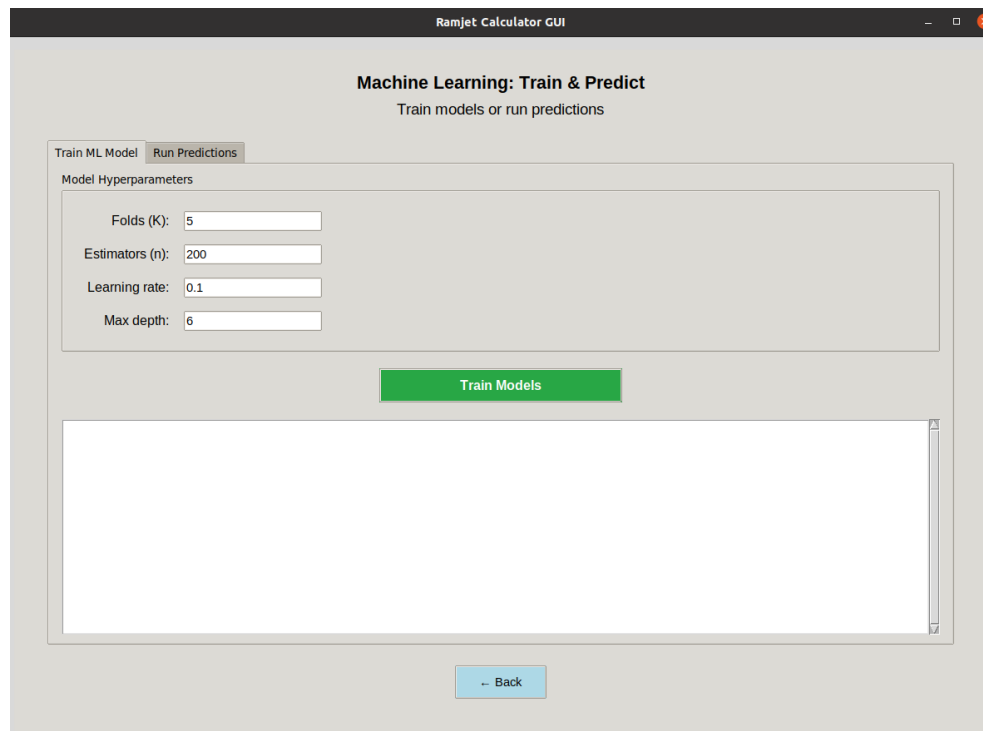 Ramjet Calculator GUI
Machine Learning: Train & Predict
Train models or run predictions
Train ML Model Run Predictions
Model Hyperparameters
Folds (K): 5
Estimators (n): 200
Learning rate: 0.1
Max depth: 6
Train Models
← Back